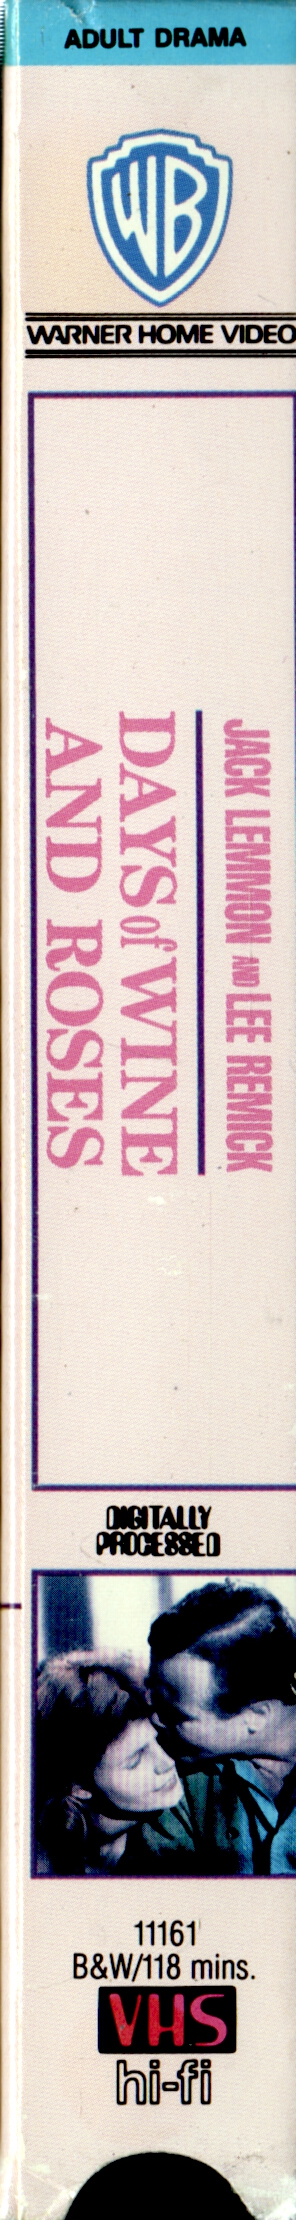 ADULT DRAMA
WB
WARNER HOME VIDEO
JACK LEMMON AND LEE REMICK
DAYS of WINE
AND ROSES
DIGITALLY
PROCESSED
11161
B&W/118 mins.
VHS
hi-fi